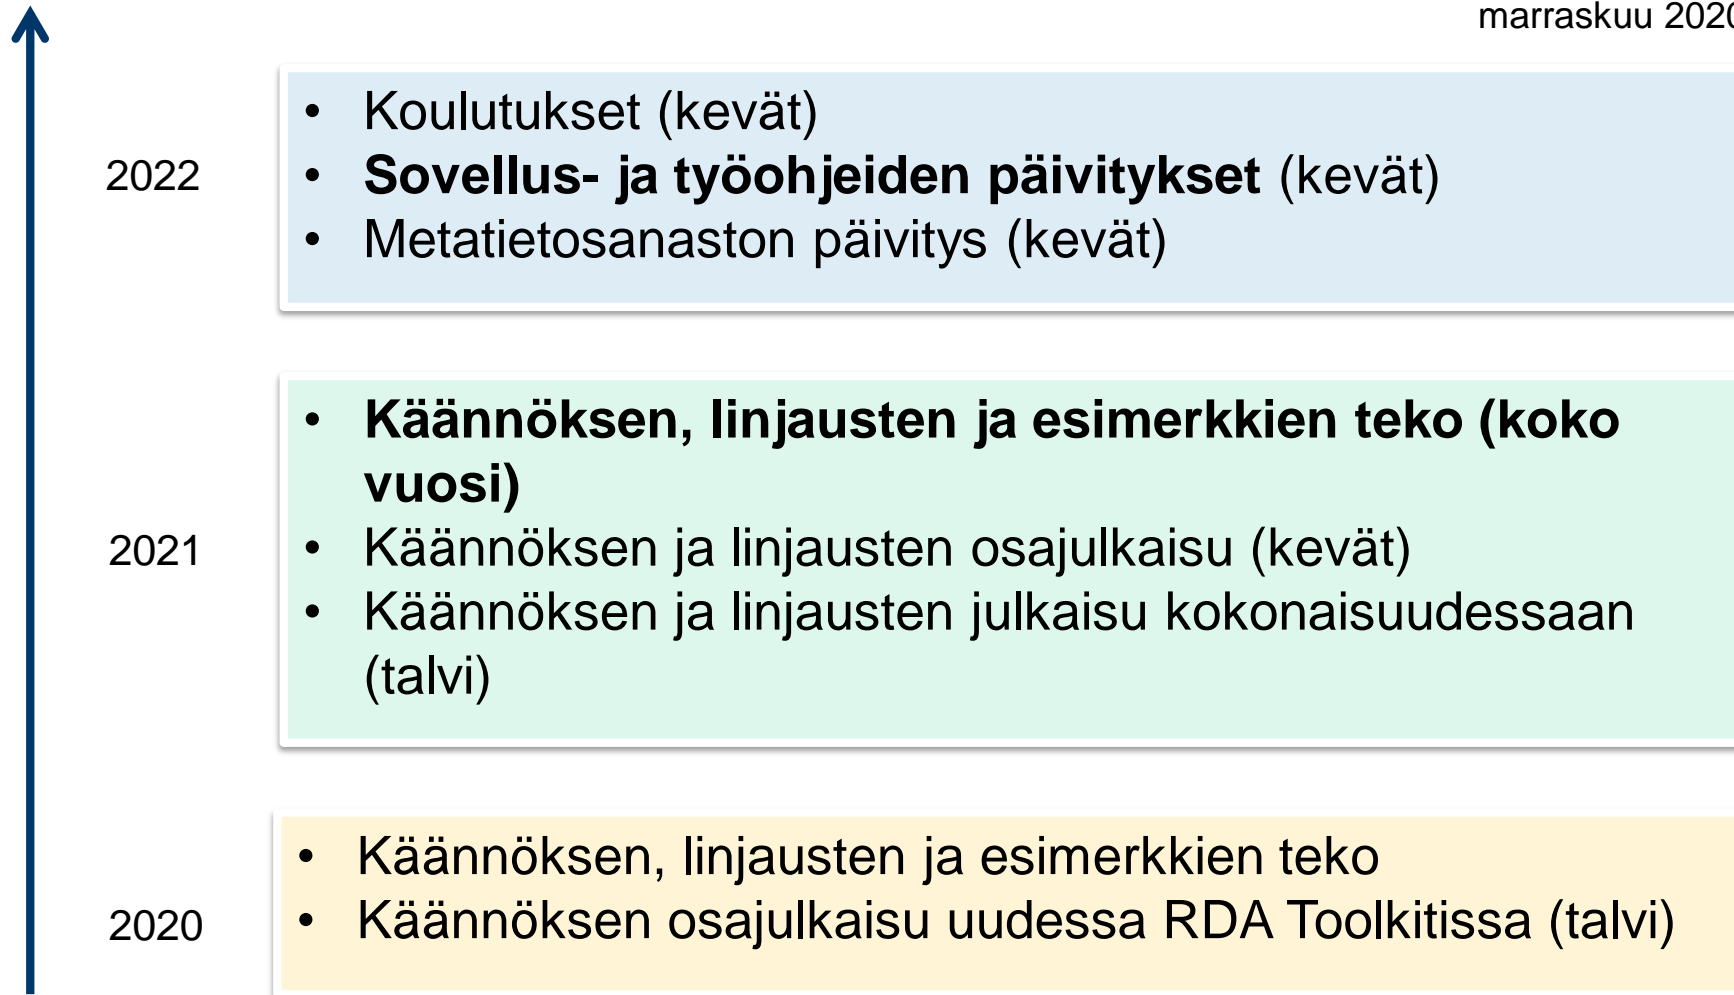 marraskuu 2020
2022
• Koulutukset (kevät)
• Sovellus- ja työohjeiden päivitykset (kevät)
• Metatietosanaston päivitys (kevät)
2021
• Käännöksen, linjausten ja esimerkkien teko (koko
vuosi)
• Käännöksen ja linjausten osajulkaisu (kevät)
• Käännöksen ja linjausten julkaisu kokonaisuudessaan
(talvi)
2020
• Käännöksen, linjausten ja esimerkkien teko
• Käännöksen osajulkaisu uudessa RDA Toolkitissa (talvi)